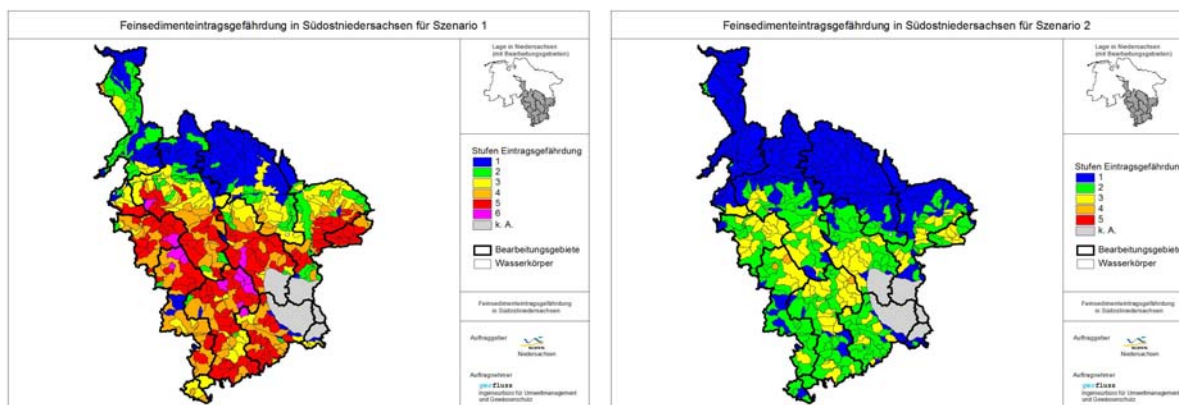 Feinsedimenteintragsgefährdung in Südostniedersachsen für Szenario 1
Lage in Niedersachsen
(mit Bearbeitungsgebieten)
Stufen Eintragsgefährdung
1
2
3
4
5
6
k. A.
Bearbeitungsgebiete
Wasserkörper
Feinsedimenteintragsgefährdung
in Südostniedersachsen
Auftraggeber
Niedersachsen
Auftragnehmer
gerfluss
Ingenieurbüro für Umweltmanagement
und Gewässerschutz
Feinsedimenteintragsgefährdung in Südostniedersachsen für Szenario 2
Lage in Niedersachsen
(mit Bearbeitungsgebieten)
Stufen Eintragsgefährdung
1
2
3
4
5
k. A.
Bearbeitungsgebiete
Wasserkörper
Feinsedimenteintragsgefährdung
in Südostniedersachsen
Auftraggeber
Niedersachsen
Auftragnehmer
gerfluss
Ingenieurbüro für Umweltmanagement
und Gewässerschutz